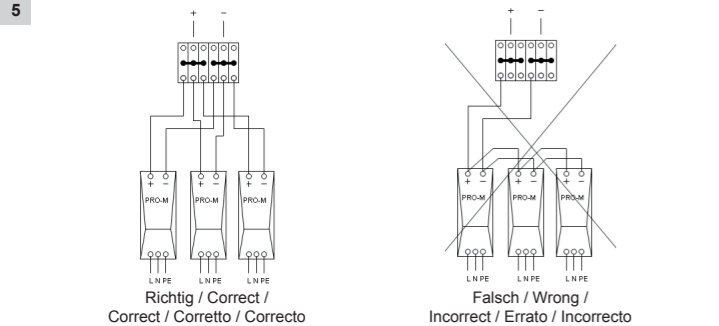 5
+ −
+ −
+ − + − + −
PRO-M PRO-M PRO-M
L N PE L N PE L N PE
Richtig / Correct /
Correct / Corretto / Correcto
+ − + − + −
PRO-M PRO-M PRO-M
L N PE L N PE L N PE
Falsch / Wrong /
Incorrect / Errato / Incorrecto